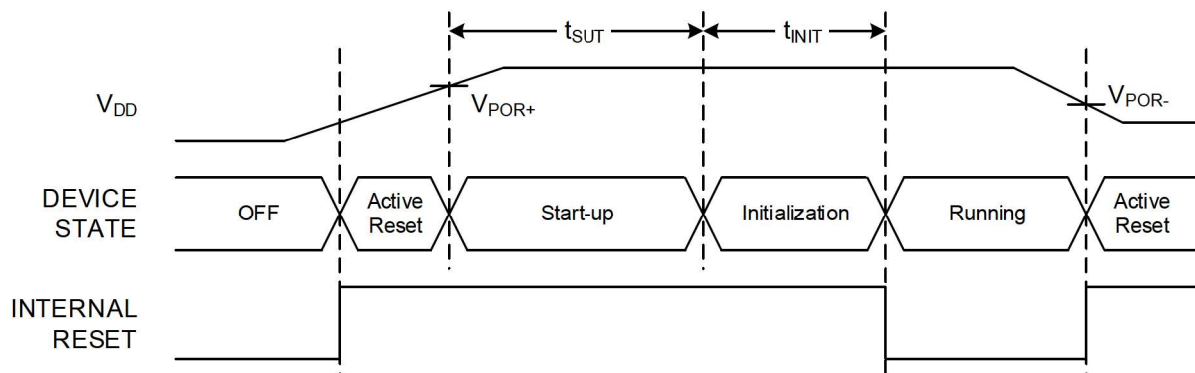 tSUT
tINIT
VDD
VPOR+
VPOR-
DEVICE
STATE
OFF
Active
Reset
Start-up
Initialization
Running
Active
Reset
INTERNAL
RESET